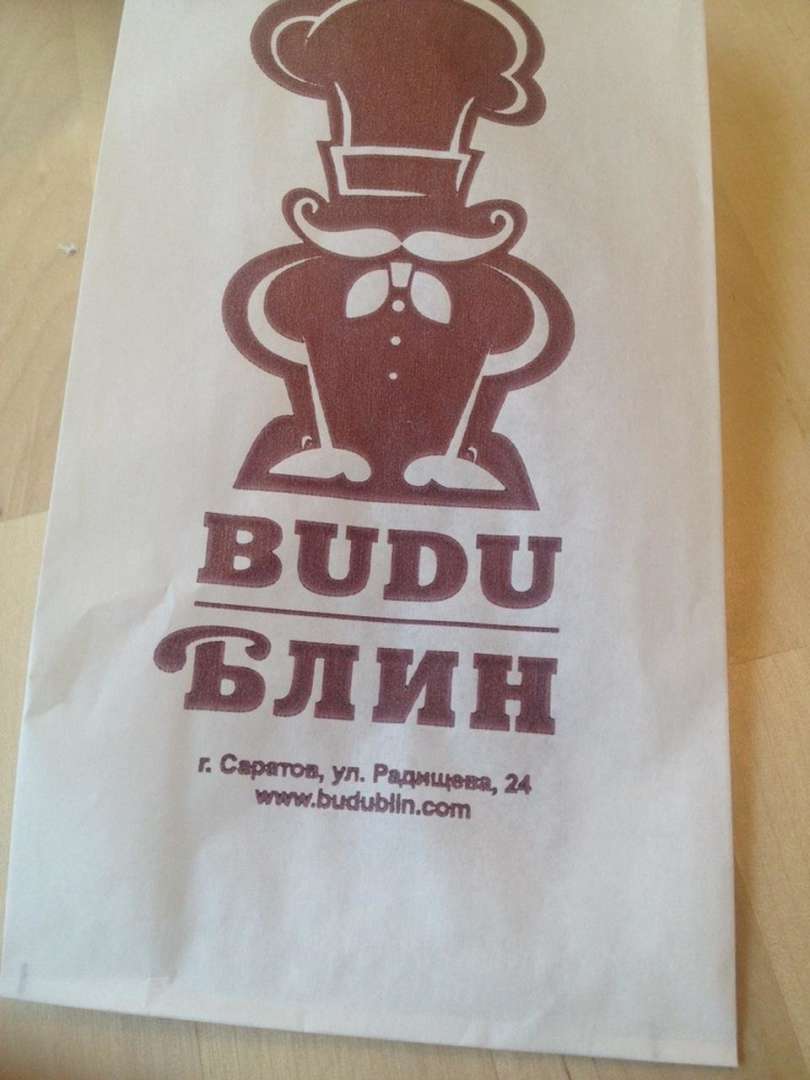 BUDU
БЛИН
г. Саратов, ул. Радищева, 24
www.budublin.com